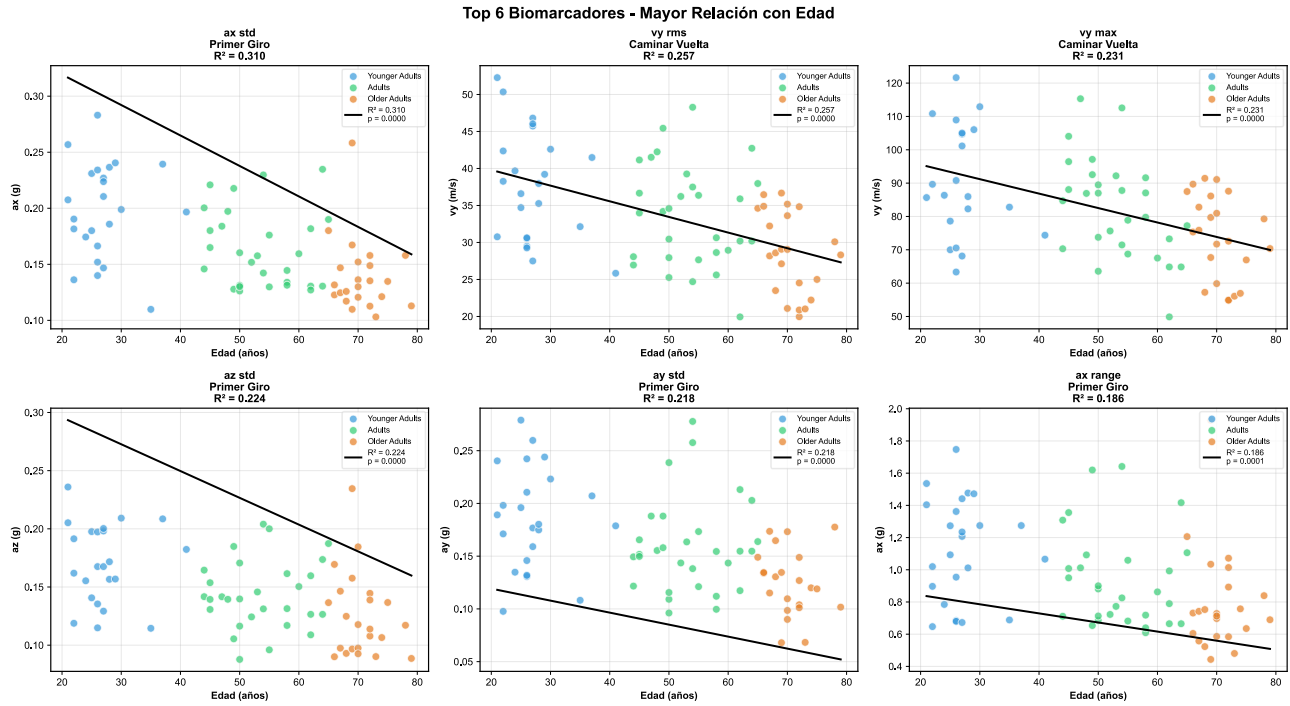 Top 6 Biomarcadores - Mayor Relación con Edad
ax std
Primer Giro
R² = 0.310
ax (g)
0.30
0.25
0.20
0.15
0.10
20 30 40 50 60 70 80
Edad (años)
Younger Adults
Adults
Older Adults
R² = 0.310
p = 0.0000
vy rms
Caminar Vuelta
R² = 0.257
vy (m/s)
50
45
40
35
30
25
20
20 30 40 50 60 70 80
Edad (años)
Younger Adults
Adults
Older Adults
R² = 0.257
p = 0.0000
vy max
Caminar Vuelta
R² = 0.231
vy (m/s)
120
110
100
90
80
70
60
50
20 30 40 50 60 70 80
Edad (años)
Younger Adults
Adults
Older Adults
R² = 0.231
p = 0.0000
az std
Primer Giro
R² = 0.224
az (g)
0.30
0.25
0.20
0.15
0.10
20 30 40 50 60 70 80
Edad (años)
Younger Adults
Adults
Older Adults
R² = 0.224
p = 0.0000
ay std
Primer Giro
R² = 0.218
ay (g)
0.25
0.20
0.15
0.10
0.05
20 30 40 50 60 70 80
Edad (años)
Younger Adults
Adults
Older Adults
R² = 0.218
p = 0.0000
ax range
Primer Giro
R² = 0.186
ax (g)
2.0
1.8
1.6
1.4
1.2
1.0
0.8
0.6
0.4
20 30 40 50 60 70 80
Edad (años)
Younger Adults
Adults
Older Adults
R² = 0.186
p = 0.0001